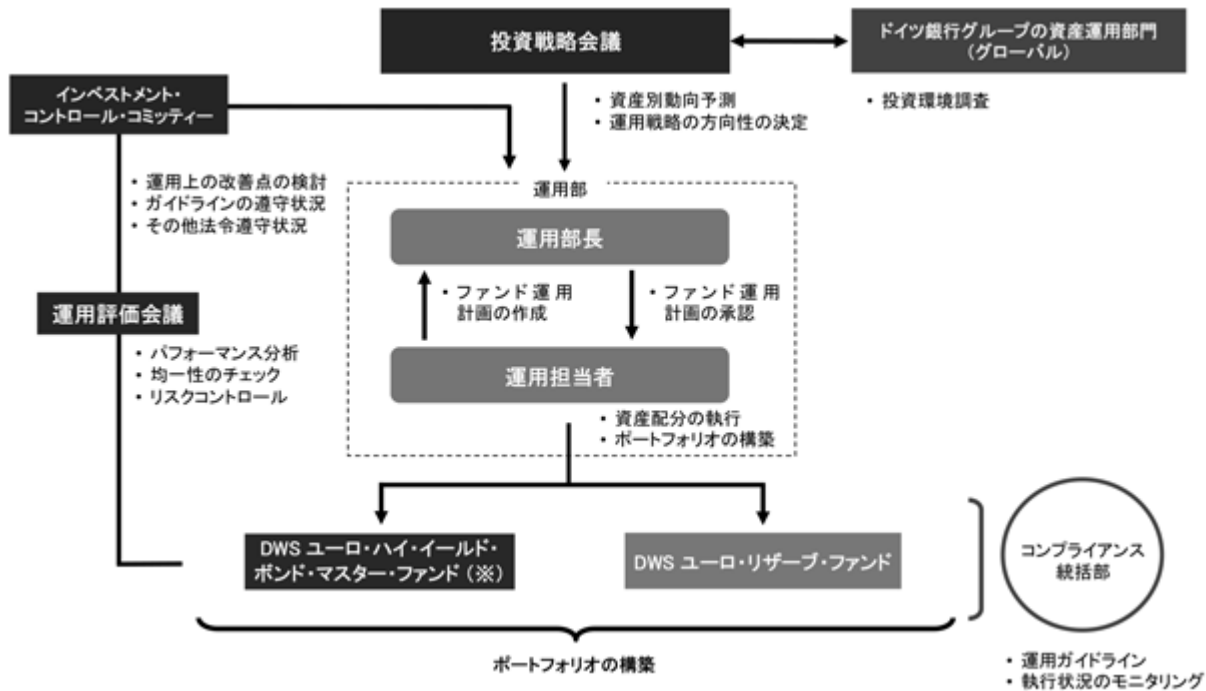 投資戦略会議
ドイツ銀行グループの資産運用部門
(グローバル)
インベストメント・
コントロール・コミッティー
・資産別動向予測
・運用戦略の方向性の決定
・投資環境調査
・運用上の改善点の検討
・ガイドラインの遵守状況
・その他法令遵守状況
運用部
運用部長
・ファンド運用
計画の作成
・ファンド運用
計画の承認
運用評価会議
・パフォーマンス分析
・均一性のチェック
・リスクコントロール
運用担当者
・資産配分の執行
・ポートフォリオの構築
DWS ユーロ・ハイ・イールド・
ボンド・マスター・ファンド(※)
DWS ユーロ・リザーブ・ファンド
コンプライアンス
統括部
ポートフォリオの構築
・運用ガイドライン
・執行状況のモニタリング